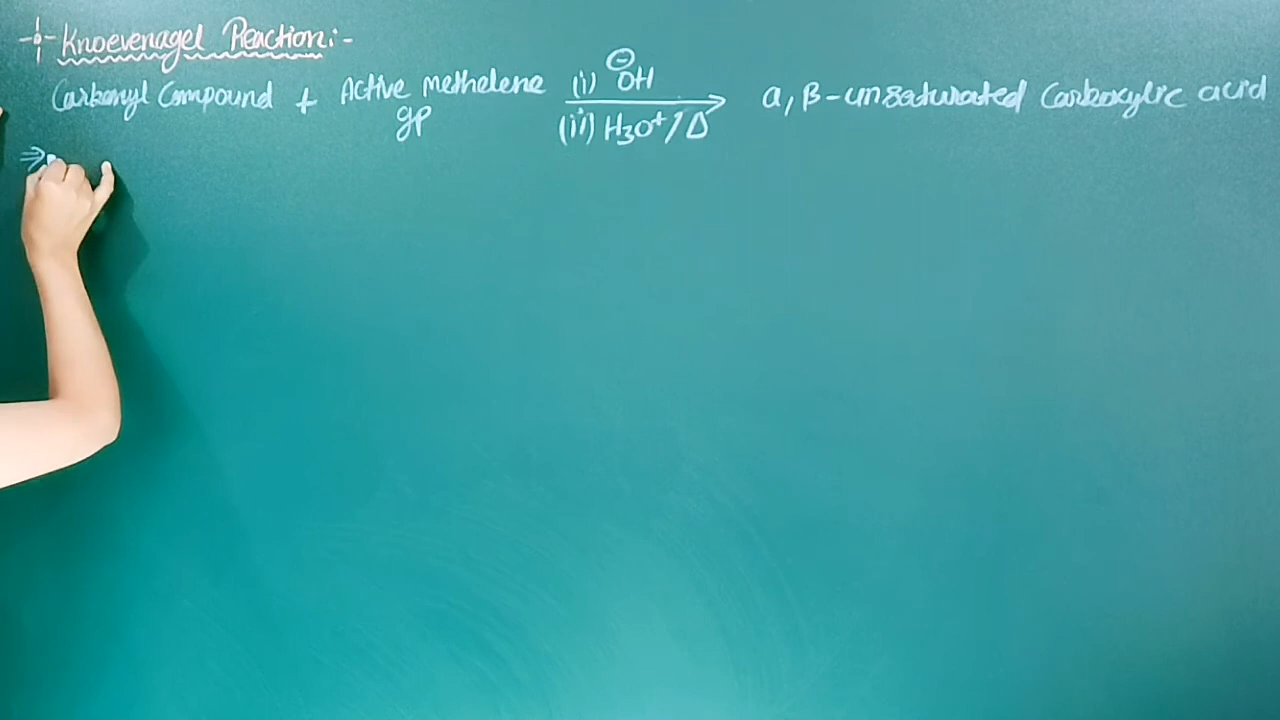 Knoevenagel Reaction:-
Carbonyl Compound + Active methelene gp (i) ⊖OH (ii) H3O+/Δ → α, β-unsaturated Carboxylic acid
⇒